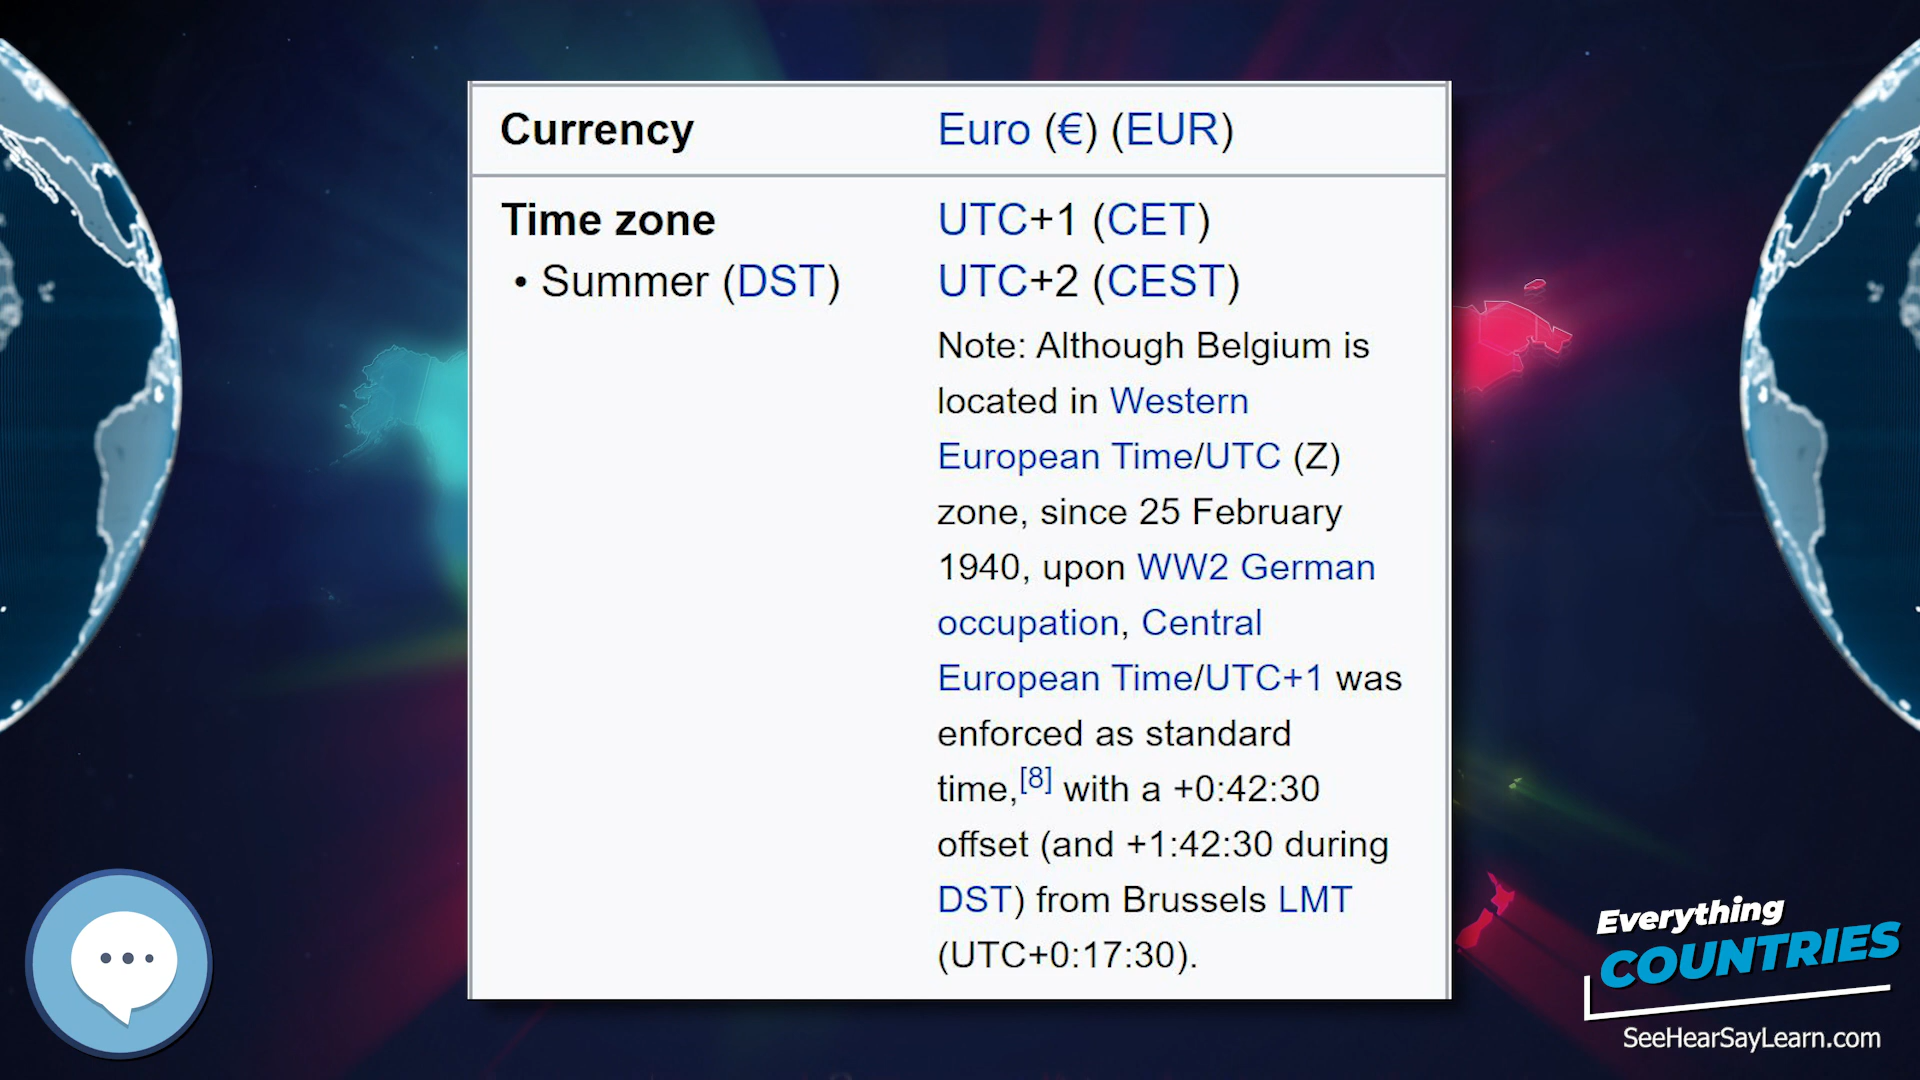 Currency Euro (€) (EUR)
Time zone UTC+1 (CET)
• Summer (DST) UTC+2 (CEST)
Note: Although Belgium is
located in Western
European Time/UTC (Z)
zone, since 25 February
1940, upon WW2 German
occupation, Central
European Time/UTC+1 was
enforced as standard
time,[8] with a +0:42:30
offset (and +1:42:30 during
DST) from Brussels LMT
(UTC+0:17:30).
Everything
COUNTRIES
SeeHearSayLearn.com